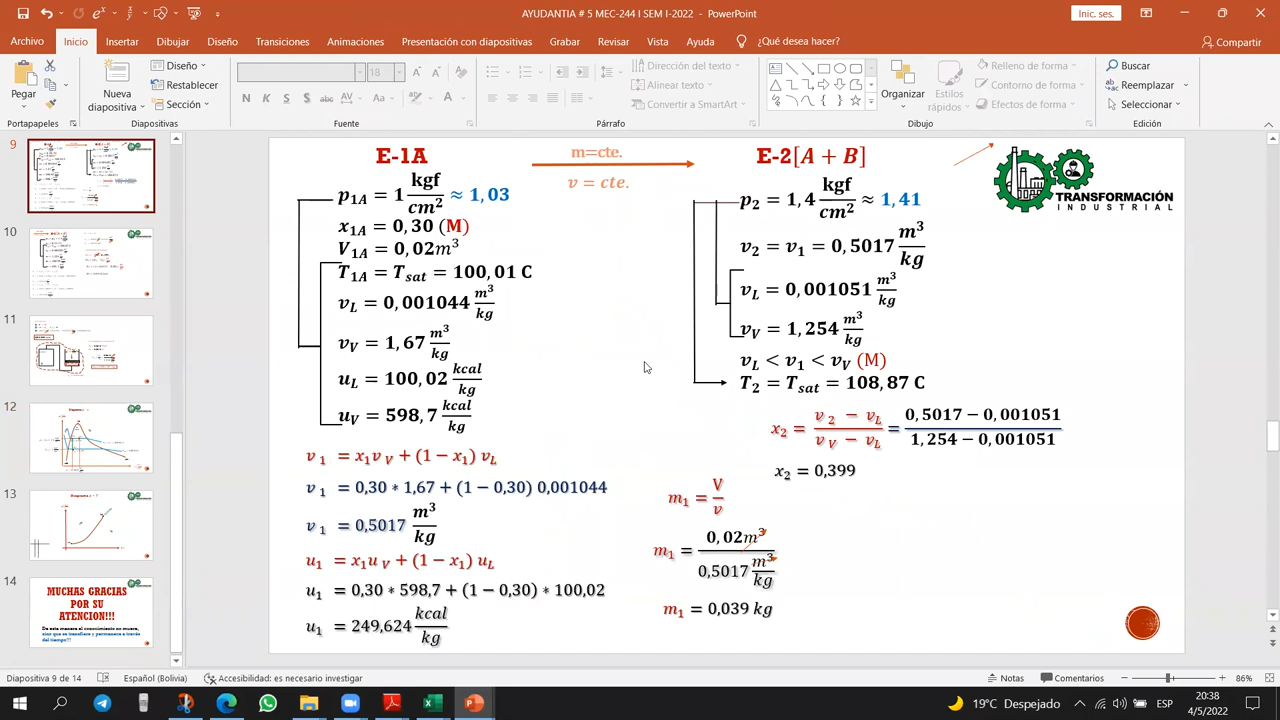 AYUDANTIA # 5 MEC-244 I SEM I-2022 - PowerPoint
Inic. ses.
Archivo Inicio Insertar Dibujar Diseño Transiciones Animaciones Presentación con diapositivas Grabar Revisar Vista Ayuda ¿Qué desea hacer? Compartir
Pegar
Nueva diapositiva
Diseño
Restablecer
Sección
18
N K S abc AV Aa A
Dirección del texto
Alinear texto
Convertir a SmartArt
Organizar
Estilos rápidos
Relleno de forma
Contorno de forma
Efectos de forma
Buscar
Reemplazar
Seleccionar
Portapapeles Diapositivas Fuente Párrafo Dibujo Edición
9
10
11
12
13
14
MUCHAS GRACIAS
POR SU
ATENCION!!!
E-1A
p1A = 1 kgf/cm² ≈ 1,03
x1A = 0,30 (M)
V1A = 0,02m³
T1A = Tsat = 100,01 C
vL = 0,001044 m³/kg
vV = 1,67 m³/kg
uL = 100,02 kcal/kg
uV = 598,7 kcal/kg
v1 = x1vV + (1 − x1) vL
v1 = 0,30 * 1,67 + (1 − 0,30) 0,001044
v1 = 0,5017 m³/kg
u1 = x1uV + (1 − x1) uL
u1 = 0,30 * 598,7 + (1 − 0,30) * 100,02
u1 = 249,624 kcal/kg
m=cte.
v = cte.
E-2[A + B]
p2 = 1,4 kgf/cm² ≈ 1,41
v2 = v1 = 0,5017 m³/kg
vL = 0,001051 m³/kg
vV = 1,254 m³/kg
vL < v1 < vV (M)
T2 = Tsat = 108,87 C
x2 = (v2 − vL)/(vV − vL) = (0,5017 − 0,001051)/(1,254 − 0,001051)
x2 = 0,399
m1 = V/v
m1 = 0,02m³ / 0,5017 m³/kg
m1 = 0,039 kg
TRANSFORMACIÓN
INDUSTRIAL
Diapositiva 9 de 14 Español (Bolivia) Accesibilidad: es necesario investigar Notas Comentarios 86%
19°C Despejado ESP 20:38
4/5/2022